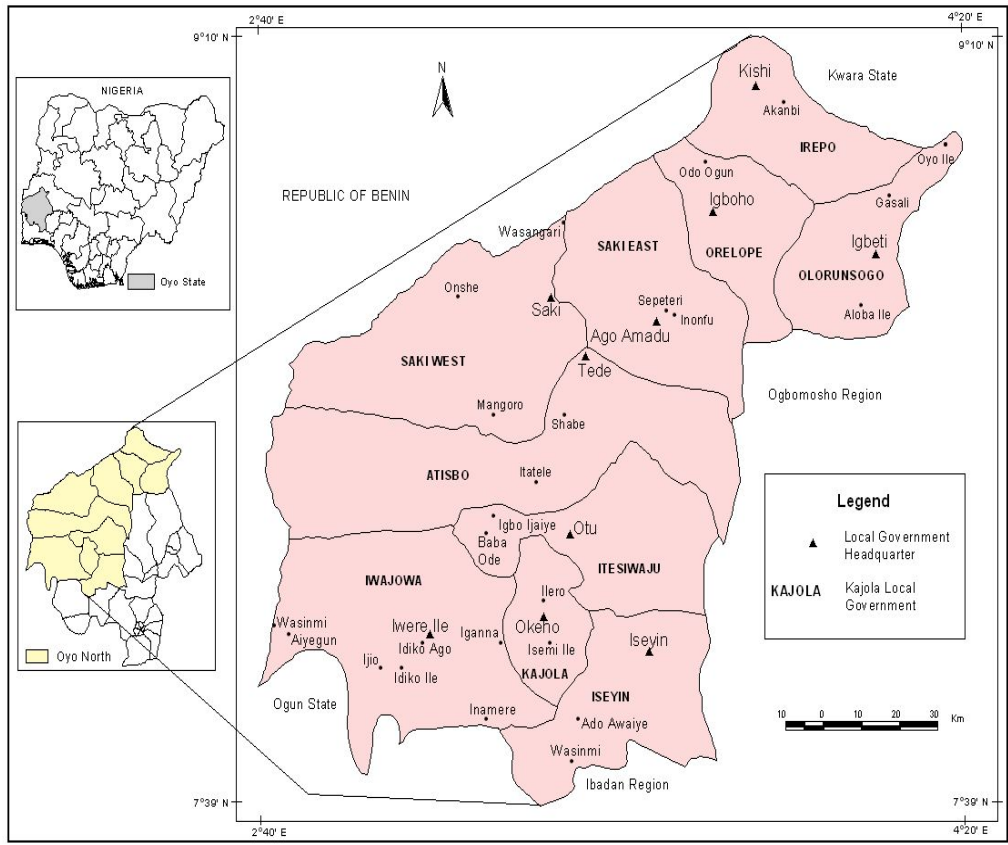 2°40' E
4°20' E
9°10' N
9°10' N
NIGERIA
Oyo State
N
REPUBLIC OF BENIN
Kwara State
Kishi
Akanbi
IREPO
Oyo Ile
Odo Ogun
Igboho
Gasali
Wasangari
SAKI EAST
ORELOPE
Igbeti
OLORUNSOGO
Onshe
Saki
Sepeteri
Inonfu
Aloba Ile
Ago Amadu
SAKI WEST
Tede
Ogbomosho Region
Mangoro
Shabe
ATISBO
Itatele
Igbo Ijaiye
Otu
Baba
Ode
ITESIWAJU
IWAJOWA
Ilero
Wasinmi
Aiyegun
Iwere Ile
Idiko Ago
Iganna
Okeho
Isemi Ile
Iseyin
Ijio
Idiko Ile
KAJOLA
ISEYIN
Ogun State
Inamere
Ado Awaiye
Wasinmi
Ibadan Region
Oyo North
Legend
Local Government
Headquarter
KAJOLA
Kajola Local
Government
10 0 10 20 30 Km
7°39' N
7°39' N
2°40' E
4°20' E